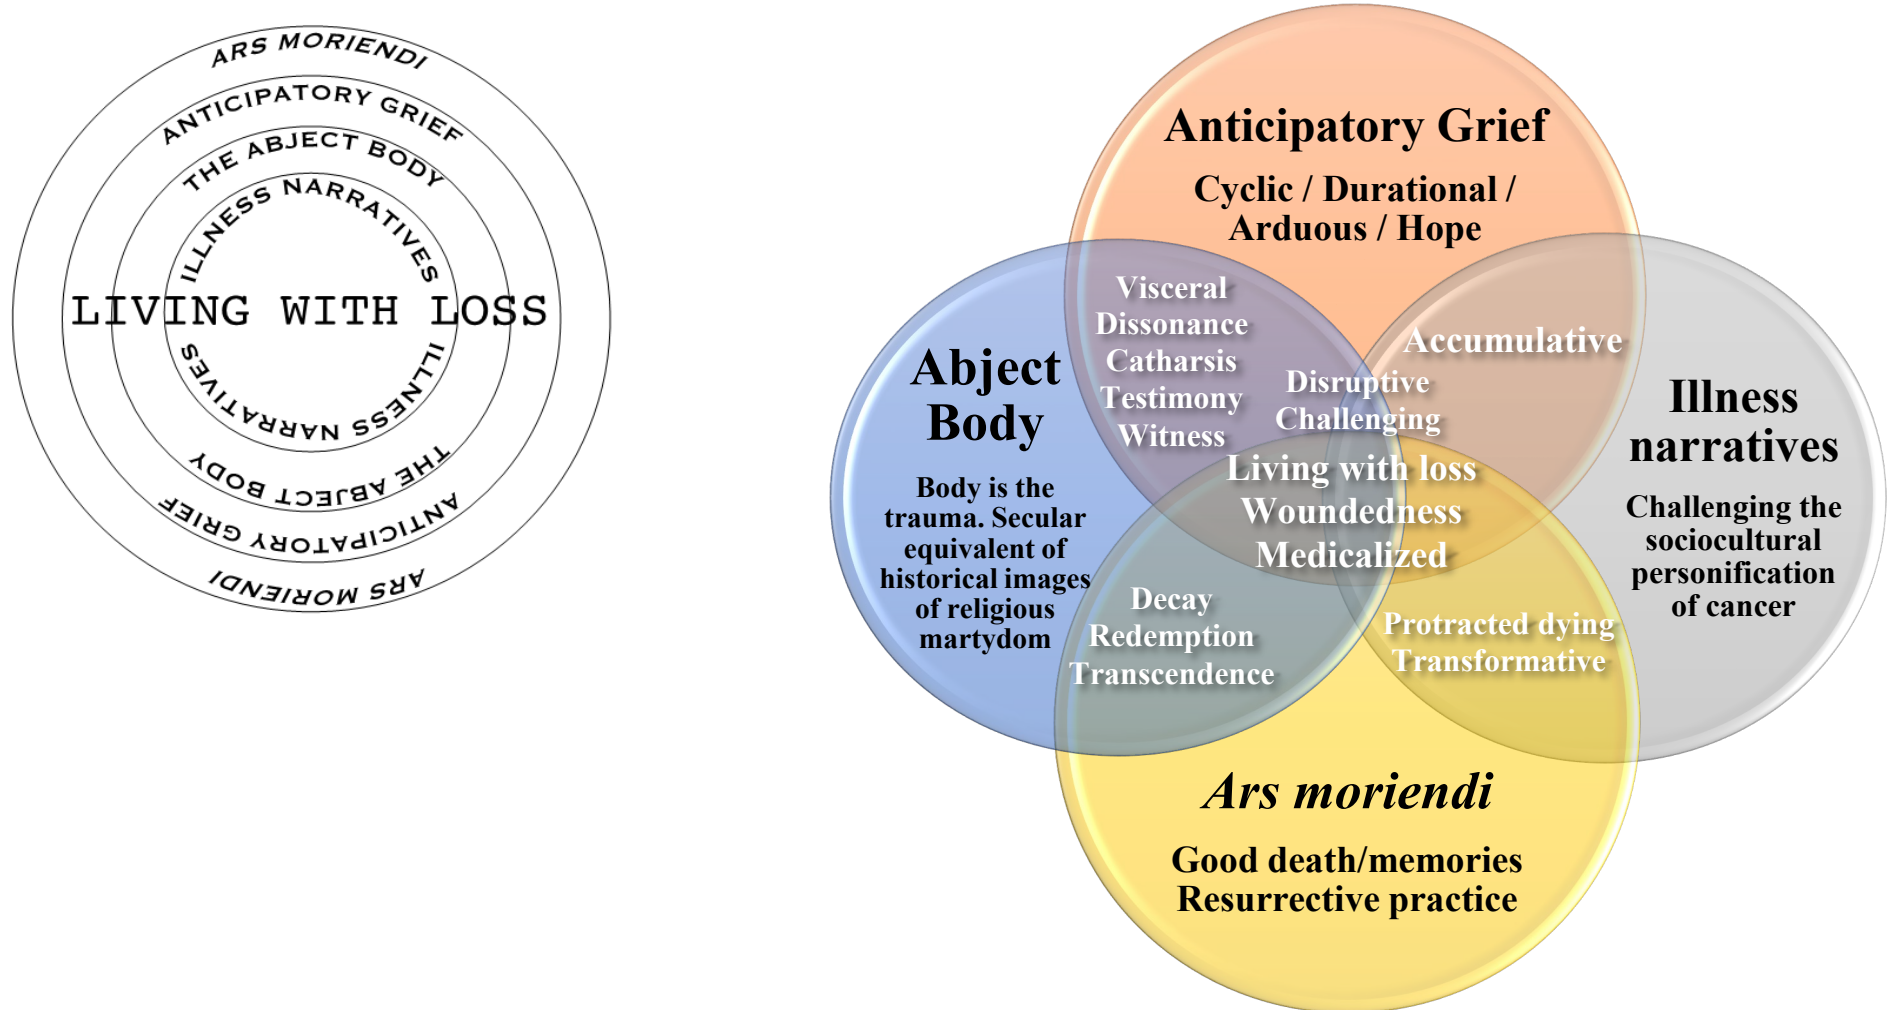 ARS MORIENDI
ANTICIPATORY GRIEF
THE ABJECT BODY
ILLNESS NARRATIVES
LIVING WITH LOSS
ILLNESS NARRATIVES
THE ABJECT BODY
ANTICIPATORY GRIEF
ARS MORIENDI
Anticipatory Grief
Cyclic / Durational /
Arduous / Hope
Visceral
Dissonance
Catharsis
Testimony
Witness
Disruptive
Challenging
Accumulative
Abject
Body
Body is the
trauma. Secular
equivalent of
historical images
of religious
martydom
Living with loss
Woundedness
Medicalized
Illness
narratives
Challenging the
sociocultural
personification
of cancer
Decay
Redemption
Transcendence
Protracted dying
Transformative
Ars moriendi
Good death/memories
Resurrective practice